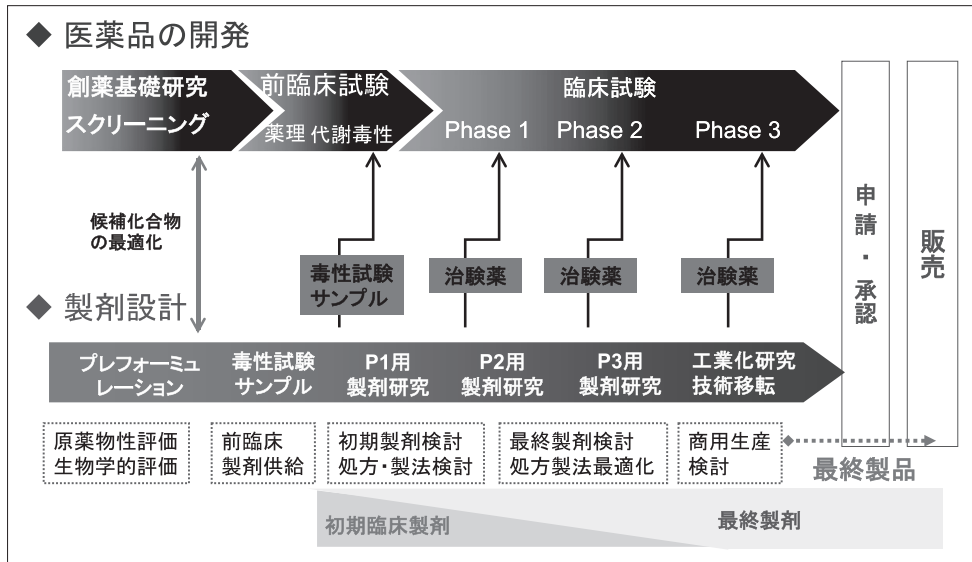 ◆ 医薬品の開発
創薬基礎研究
スクリーニング
前臨床試験
薬理 代謝毒性
臨床試験
Phase 1
Phase 2
Phase 3
申請・承認
販売
候補化合物
の最適化
毒性試験
サンプル
治験薬
治験薬
治験薬
◆ 製剤設計
プレフォーミュ
レーション
毒性試験
サンプル
P1用
製剤研究
P2用
製剤研究
P3用
製剤研究
工業化研究
技術移転
原薬物性評価
生物学的評価
前臨床
製剤供給
初期製剤検討
処方・製法検討
最終製剤検討
処方製法最適化
商用生産
検討
最終製品
初期臨床製剤
最終製剤